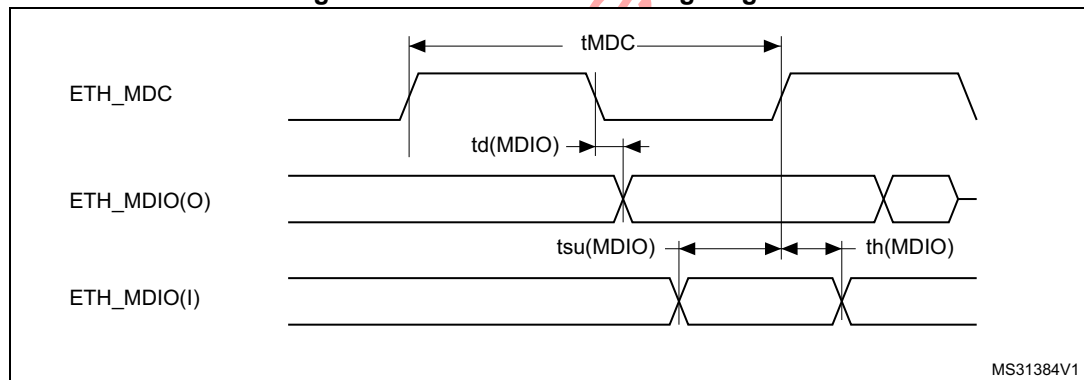 tMDC
ETH_MDC
td(MDIO)
ETH_MDIO(O)
tsu(MDIO) th(MDIO)
ETH_MDIO(I)
MS31384V1